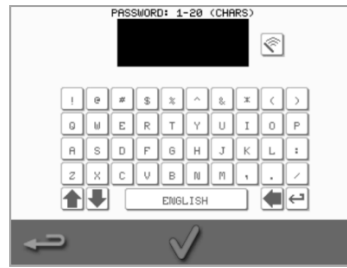 PASSWORD: 1-20 (CHARS)
! @ # $ % ^ & * ( )
Q W E R T Y U I O P
A S D F G H J K L :
Z X C V B N M , . /
ENGLISH